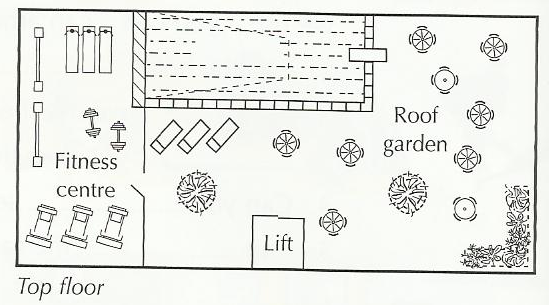 Roof
garden
Fitness
centre
Lift
Top floor